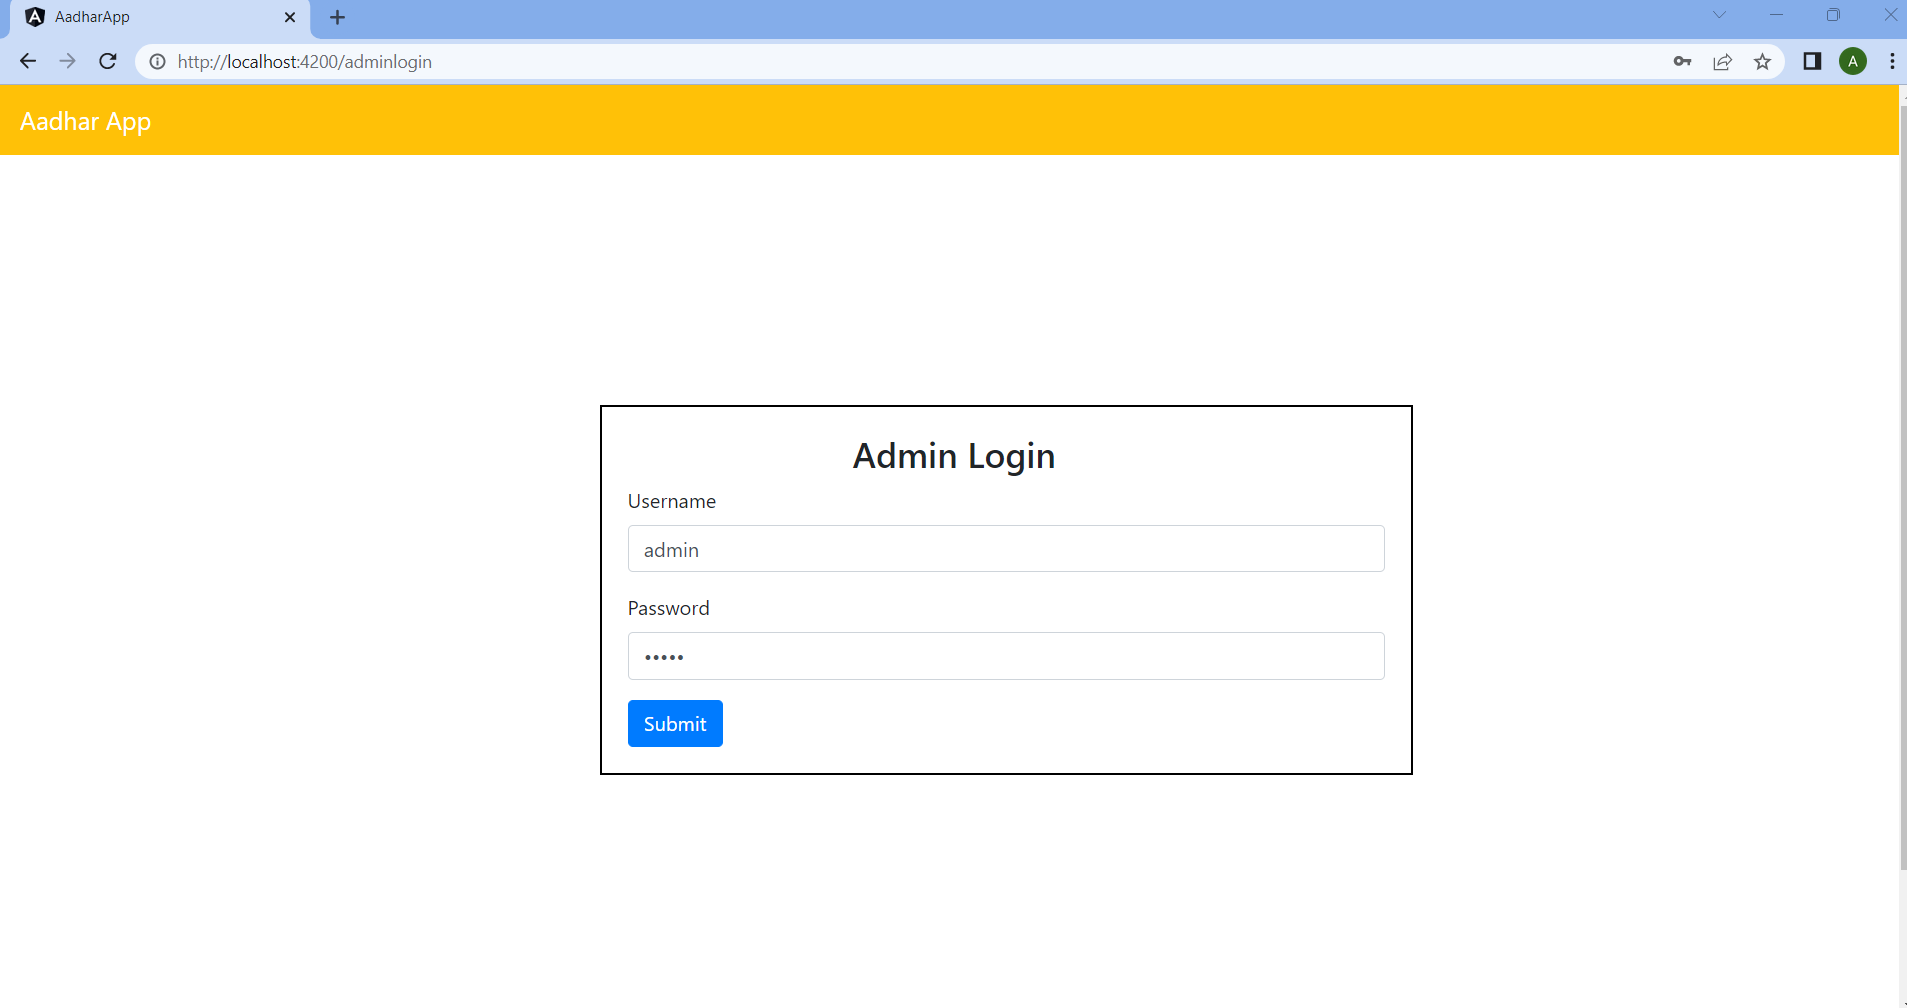 AadharApp
http://localhost:4200/adminlogin
A
Aadhar App
Admin Login
Username
admin
Password
•••••
Submit